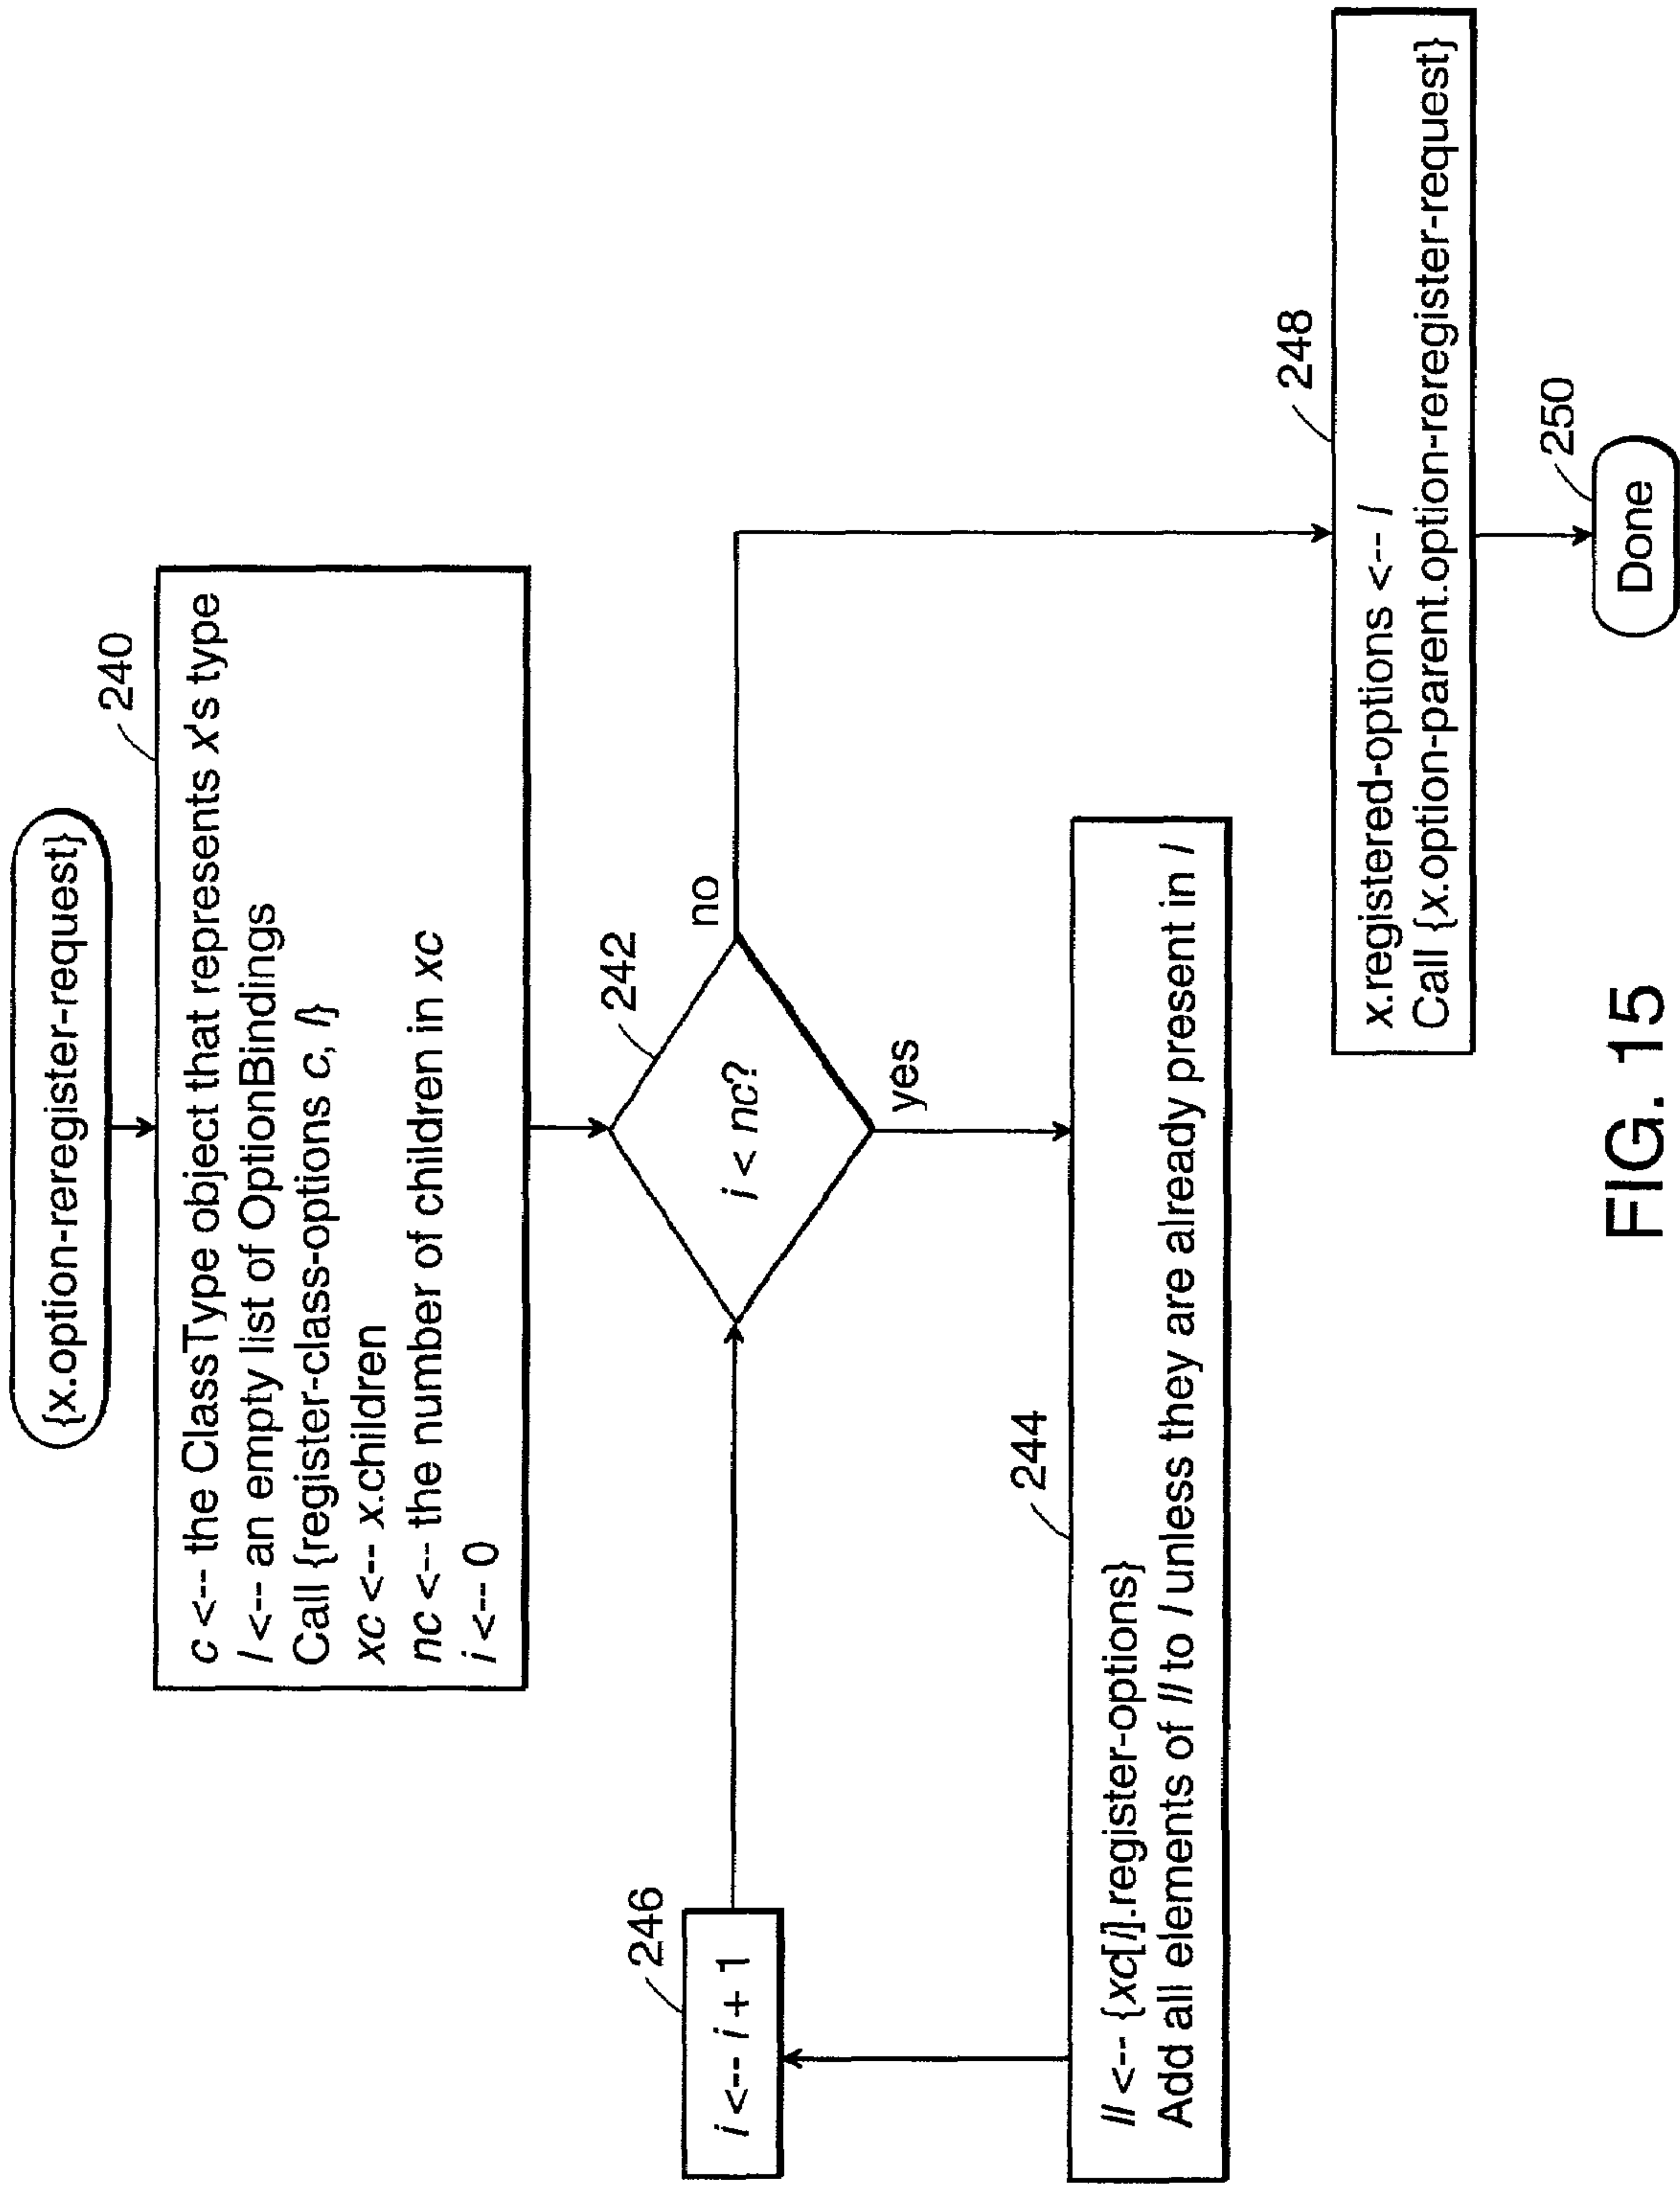 {x.option-reregister-request}
240
c <-- the ClassType object that represents x's type
l <-- an empty list of OptionBindings
Call {register-class-options c, l}
xc <-- x.children
nc <-- the number of children in xc
i <-- 0
242
i < nc?
no
yes
246
i <-- i + 1
244
ll <-- {xc[i].register-options}
Add all elements of ll to l unless they are already present in l
248
x.registered-options <-- l
Call {x.option-parent.option-reregister-request}
250
Done
FIG. 15